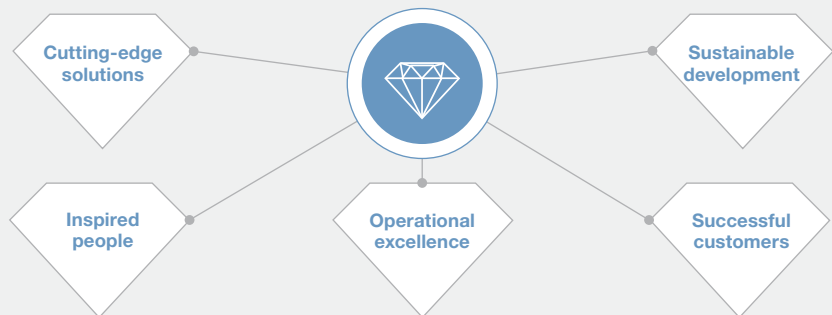 Cutting-edge
solutions
Sustainable
development
Inspired
people
Operational
excellence
Successful
customers